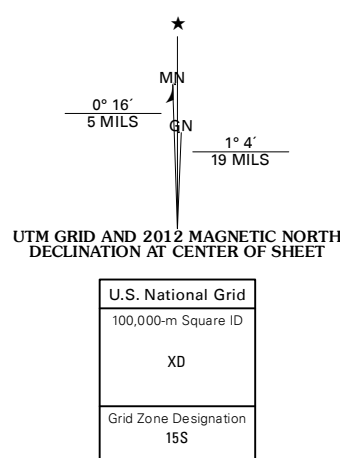 ★
MN
0° 16´
5 MILS
GN
1° 4´
19 MILS
UTM GRID AND 2012 MAGNETIC NORTH
DECLINATION AT CENTER OF SHEET
U.S. National Grid
100,000-m Square ID
XD
Grid Zone Designation
15S